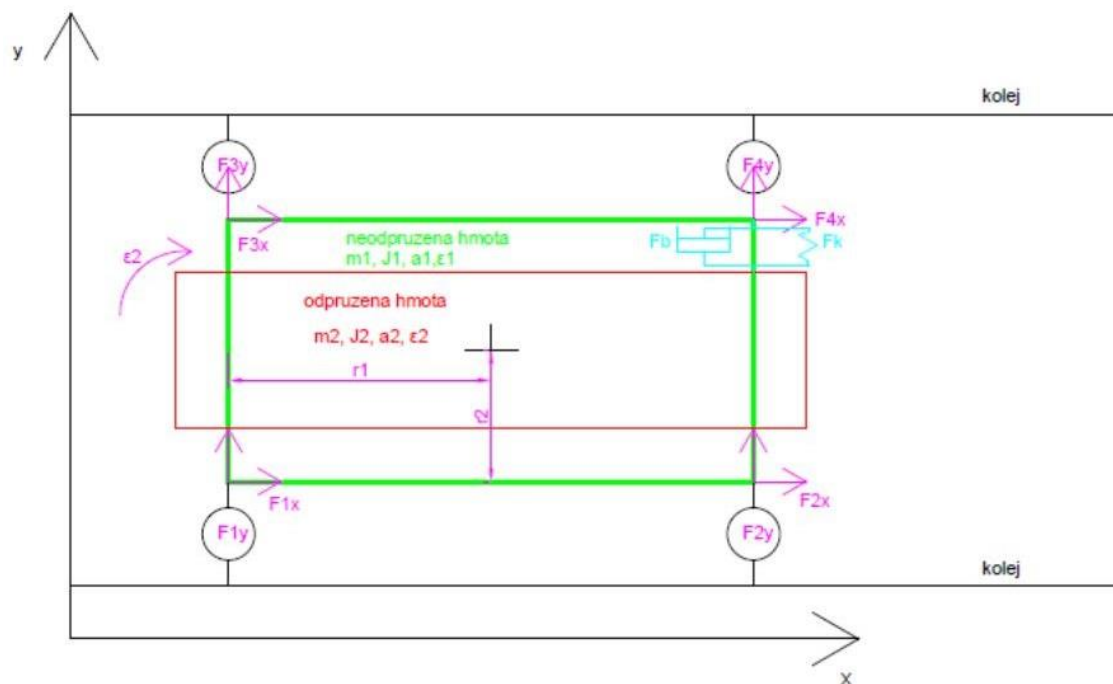 y
kolej
F3y
F4y
F3x
F4x
neodpruzena hmota
m1, J1, a1,ε1
Fb
Fk
ε2
odpruzena hmota
m2, J2, a2, ε2
r1
r2
F1x
F2x
F1y
F2y
kolej
x